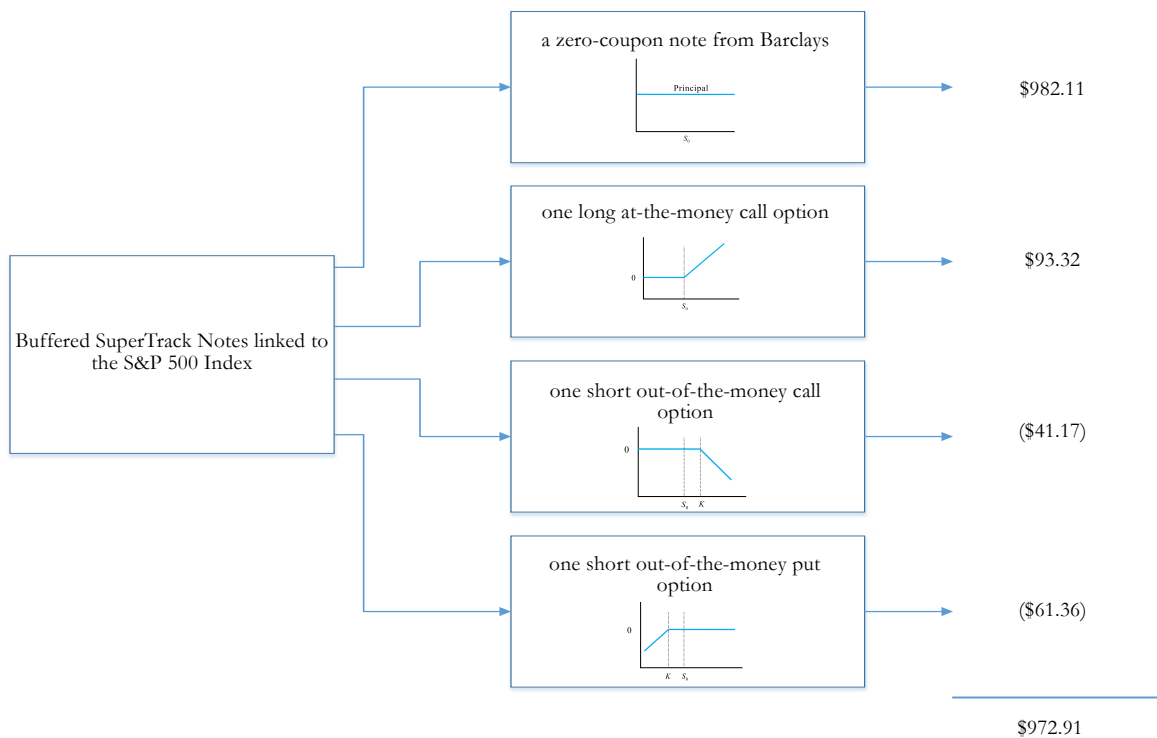 a zero-coupon note from Barclays
Principal
S₀
$982.11
one long at-the-money call option
0
S₀
$93.32
Buffered SuperTrack Notes linked to
the S&P 500 Index
one short out-of-the-money call
option
0
S₀ K
($41.17)
one short out-of-the-money put
option
0
K S₀
($61.36)
$972.91